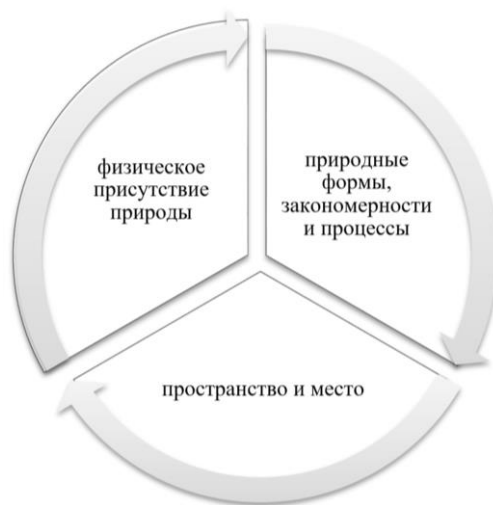 физическое
присутствие
природы
природные
формы,
закономерности
и процессы
пространство и место